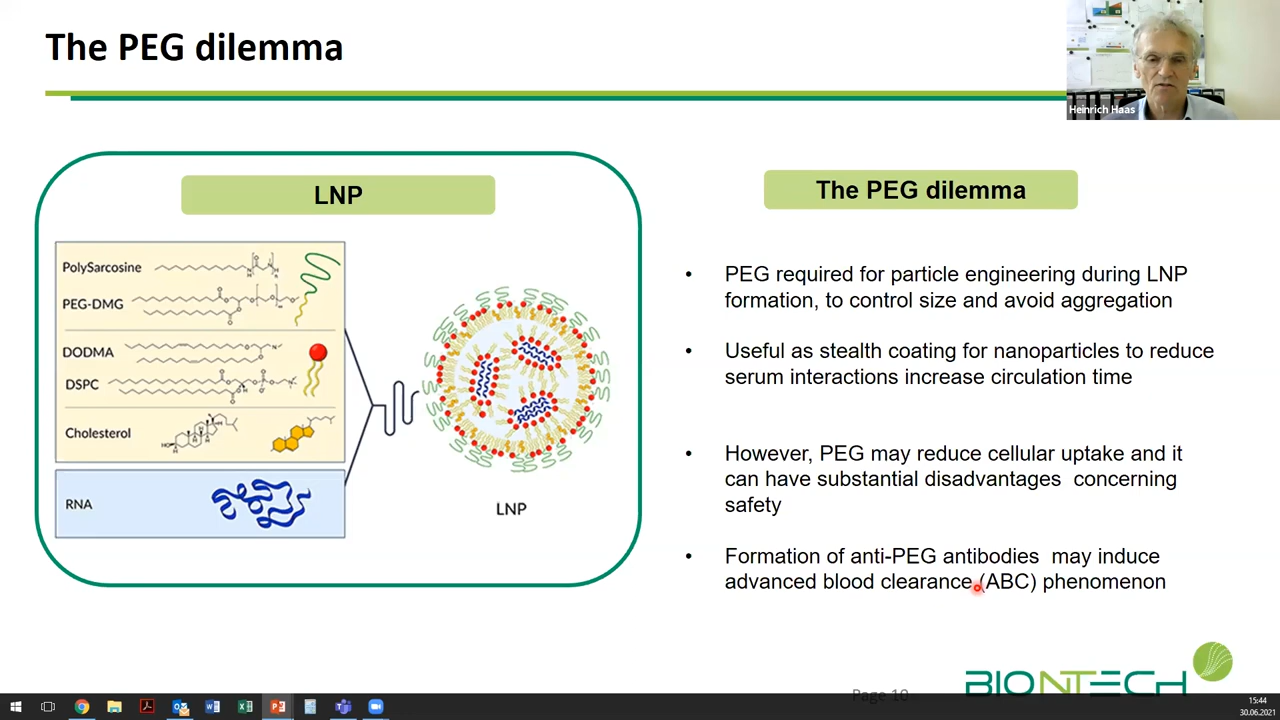 The PEG dilemma
Heinrich Haas
LNP
PolySarcosine
PEG-DMG
DODMA
DSPC
Cholesterol
RNA
LNP
The PEG dilemma
• PEG required for particle engineering during LNP
formation, to control size and avoid aggregation
• Useful as stealth coating for nanoparticles to reduce
serum interactions increase circulation time
• However, PEG may reduce cellular uptake and it
can have substantial disadvantages concerning
safety
• Formation of anti-PEG antibodies may induce
advanced blood clearance (ABC) phenomenon
BIONTECH
Page 10
15:44
30.06.2021